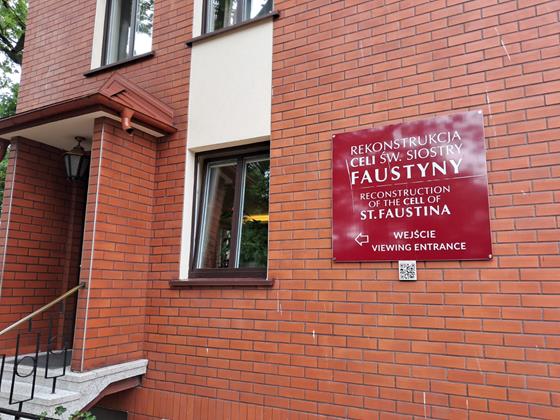 REKONSTRUKCJA
CELI ŚW. SIOSTRY
FAUSTYNY
RECONSTRUCTION
OF THE CELL OF
ST. FAUSTINA
WEJŚCIE
VIEWING ENTRANCE